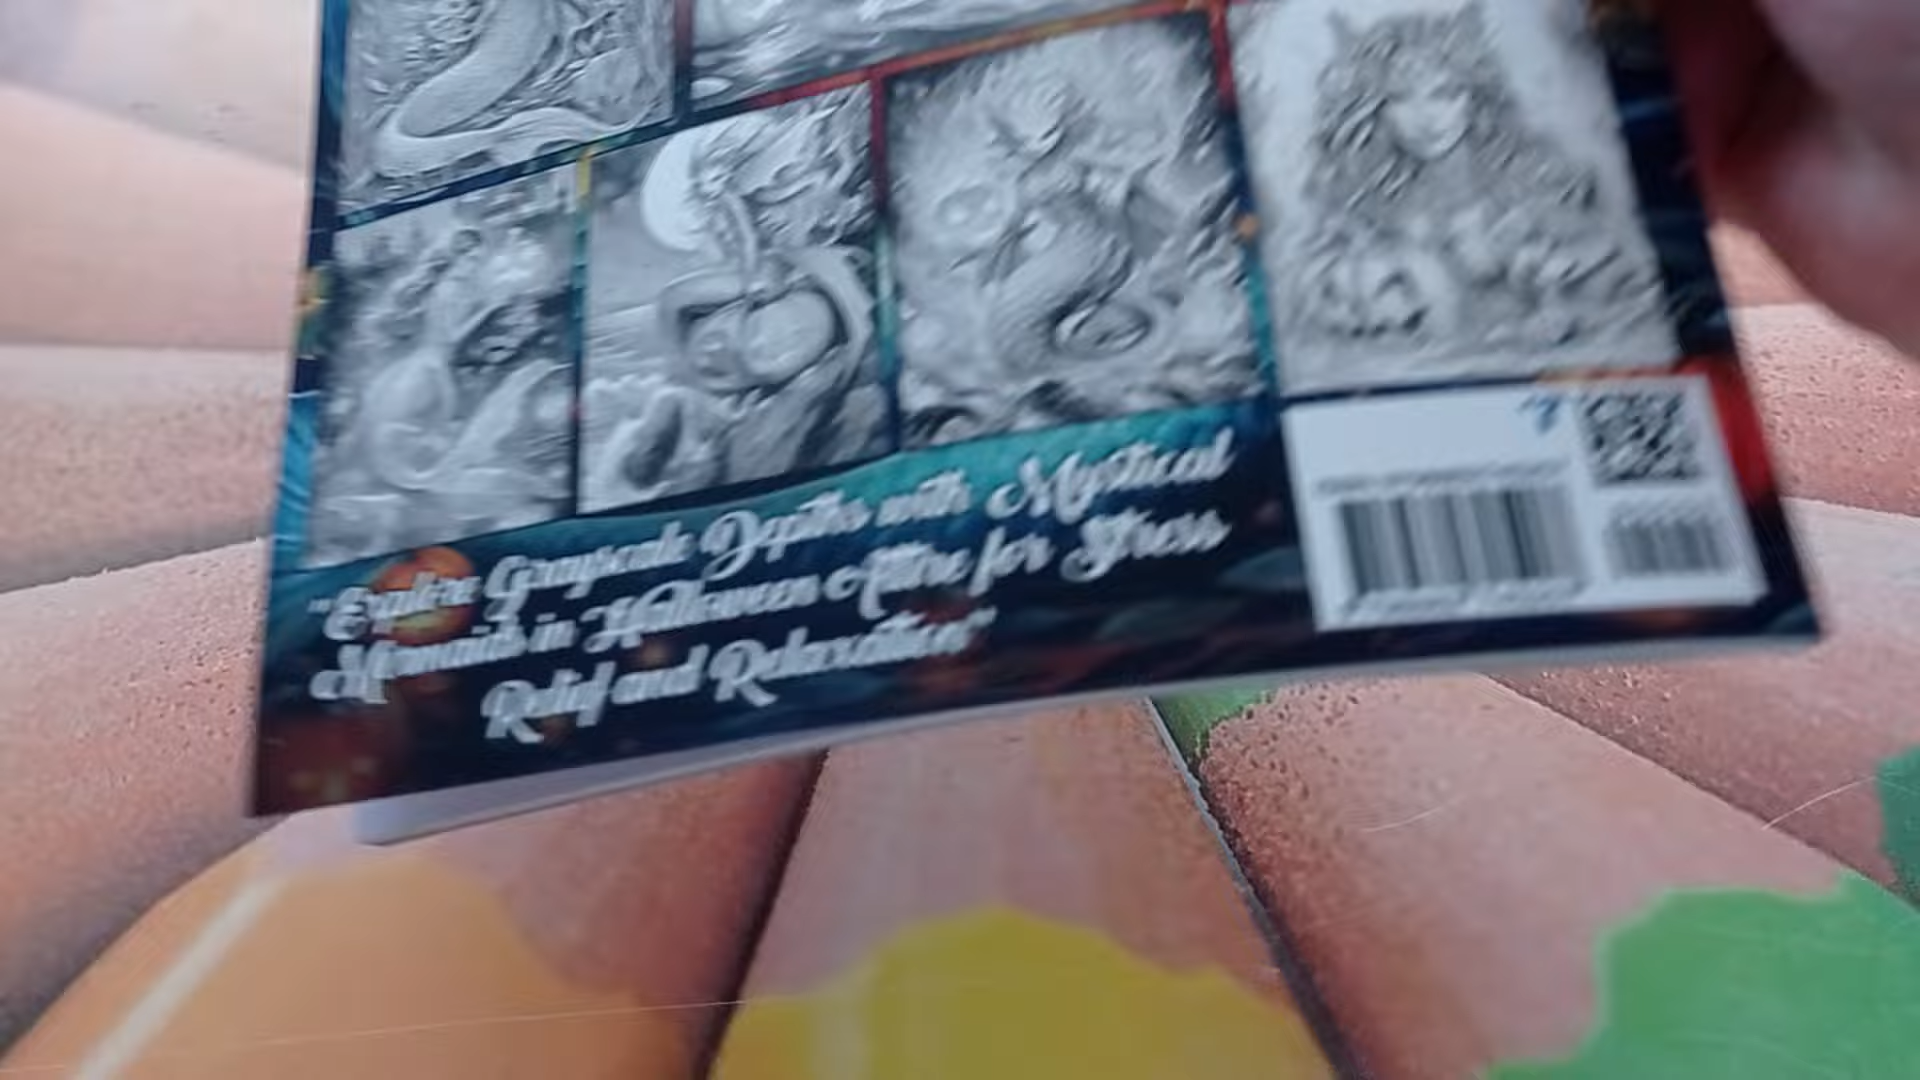 "Explore Grayscale Depths with Mystical
Mermaids in Halloween Attire for Stress
Relief and Relaxation"